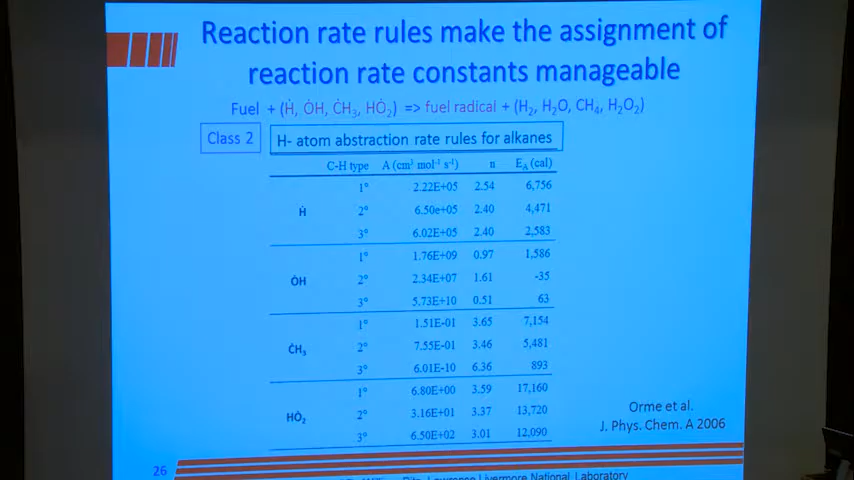 Reaction rate rules make the assignment of
reaction rate constants manageable
Fuel + (Ḣ, ȮH, ĊH₃, HȮ₂) => fuel radical + (H₂, H₂O, CH₄, H₂O₂)
Class 2 H- atom abstraction rate rules for alkanes
C-H type A (cm³ mol⁻¹ s⁻¹) n E_A (cal)
1° 2.22E+05 2.54 6,756
Ḣ 2° 6.50e+05 2.40 4,471
3° 6.02E+05 2.40 2,583
1° 1.76E+09 0.97 1,586
ȮH 2° 2.34E+07 1.61 -35
3° 5.73E+10 0.51 63
1° 1.51E-01 3.65 7,154
ĊH₃ 2° 7.55E-01 3.46 5,481
3° 6.01E-10 6.36 893
1° 6.80E+00 3.59 17,160
HȮ₂ 2° 3.16E+01 3.37 13,720
3° 6.50E+02 3.01 12,090
Orme et al.
J. Phys. Chem. A 2006
26
Lawrence Livermore National Laboratory